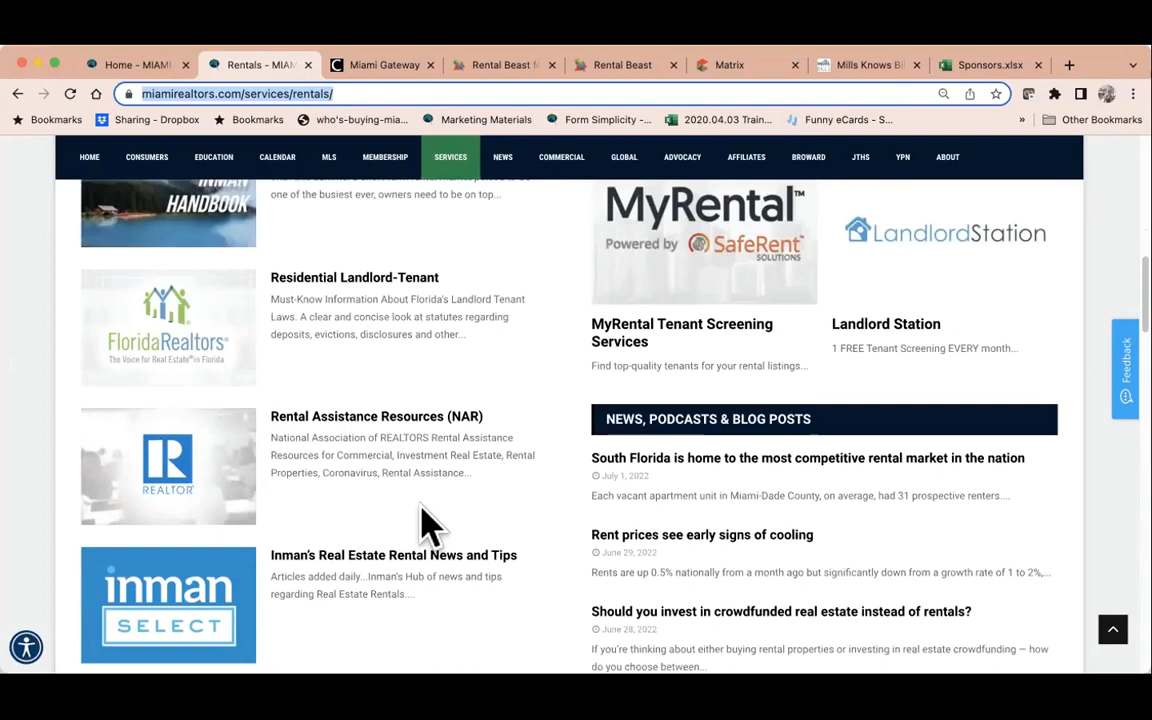 Home - MIAMI
Rentals - MIAM
Miami Gateway
Rental Beast f
Rental Beast
Matrix
Mills Knows Bi
Sponsors.xlsx
miamirealtors.com/services/rentals/
Bookmarks
Sharing - Dropbox
Bookmarks
who's-buying-mia...
Marketing Materials
Form Simplicity -...
2020.04.03 Train...
Funny eCards - S...
»
Other Bookmarks
HOME
CONSUMERS
EDUCATION
CALENDAR
MLS
MEMBERSHIP
SERVICES
NEWS
COMMERCIAL
GLOBAL
ADVOCACY
AFFILIATES
BROWARD
JTHS
YPN
ABOUT
INMAN
HANDBOOK
one of the busiest ever, owners need to be on top...
FloridaRealtors®
The Voice for Real Estate® in Florida
Residential Landlord-Tenant
Must-Know Information About Florida's Landlord Tenant
Laws. A clear and concise look at statutes regarding
deposits, evictions, disclosures and other...
R
REALTOR®
Rental Assistance Resources (NAR)
National Association of REALTORS Rental Assistance
Resources for Commercial, Investment Real Estate, Rental
Properties, Coronavirus, Rental Assistance...
inman
SELECT
Inman's Real Estate Rental News and Tips
Articles added daily...Inman's Hub of news and tips
regarding Real Estate Rentals....
MyRental™
Powered by SafeRent™
SOLUTIONS
MyRental Tenant Screening
Services
Find top-quality tenants for your rental listings...
LandlordStation
Landlord Station
1 FREE Tenant Screening EVERY month...
NEWS, PODCASTS & BLOG POSTS
South Florida is home to the most competitive rental market in the nation
July 1, 2022
Each vacant apartment unit in Miami-Dade County, on average, had 31 prospective renters....
Rent prices see early signs of cooling
June 29, 2022
Rents are up 0.5% nationally from a month ago but significantly down from a growth rate of 1 to 2%,...
Should you invest in crowdfunded real estate instead of rentals?
June 28, 2022
If you're thinking about either buying rental properties or investing in real estate crowdfunding — how
do you choose between...
Feedback